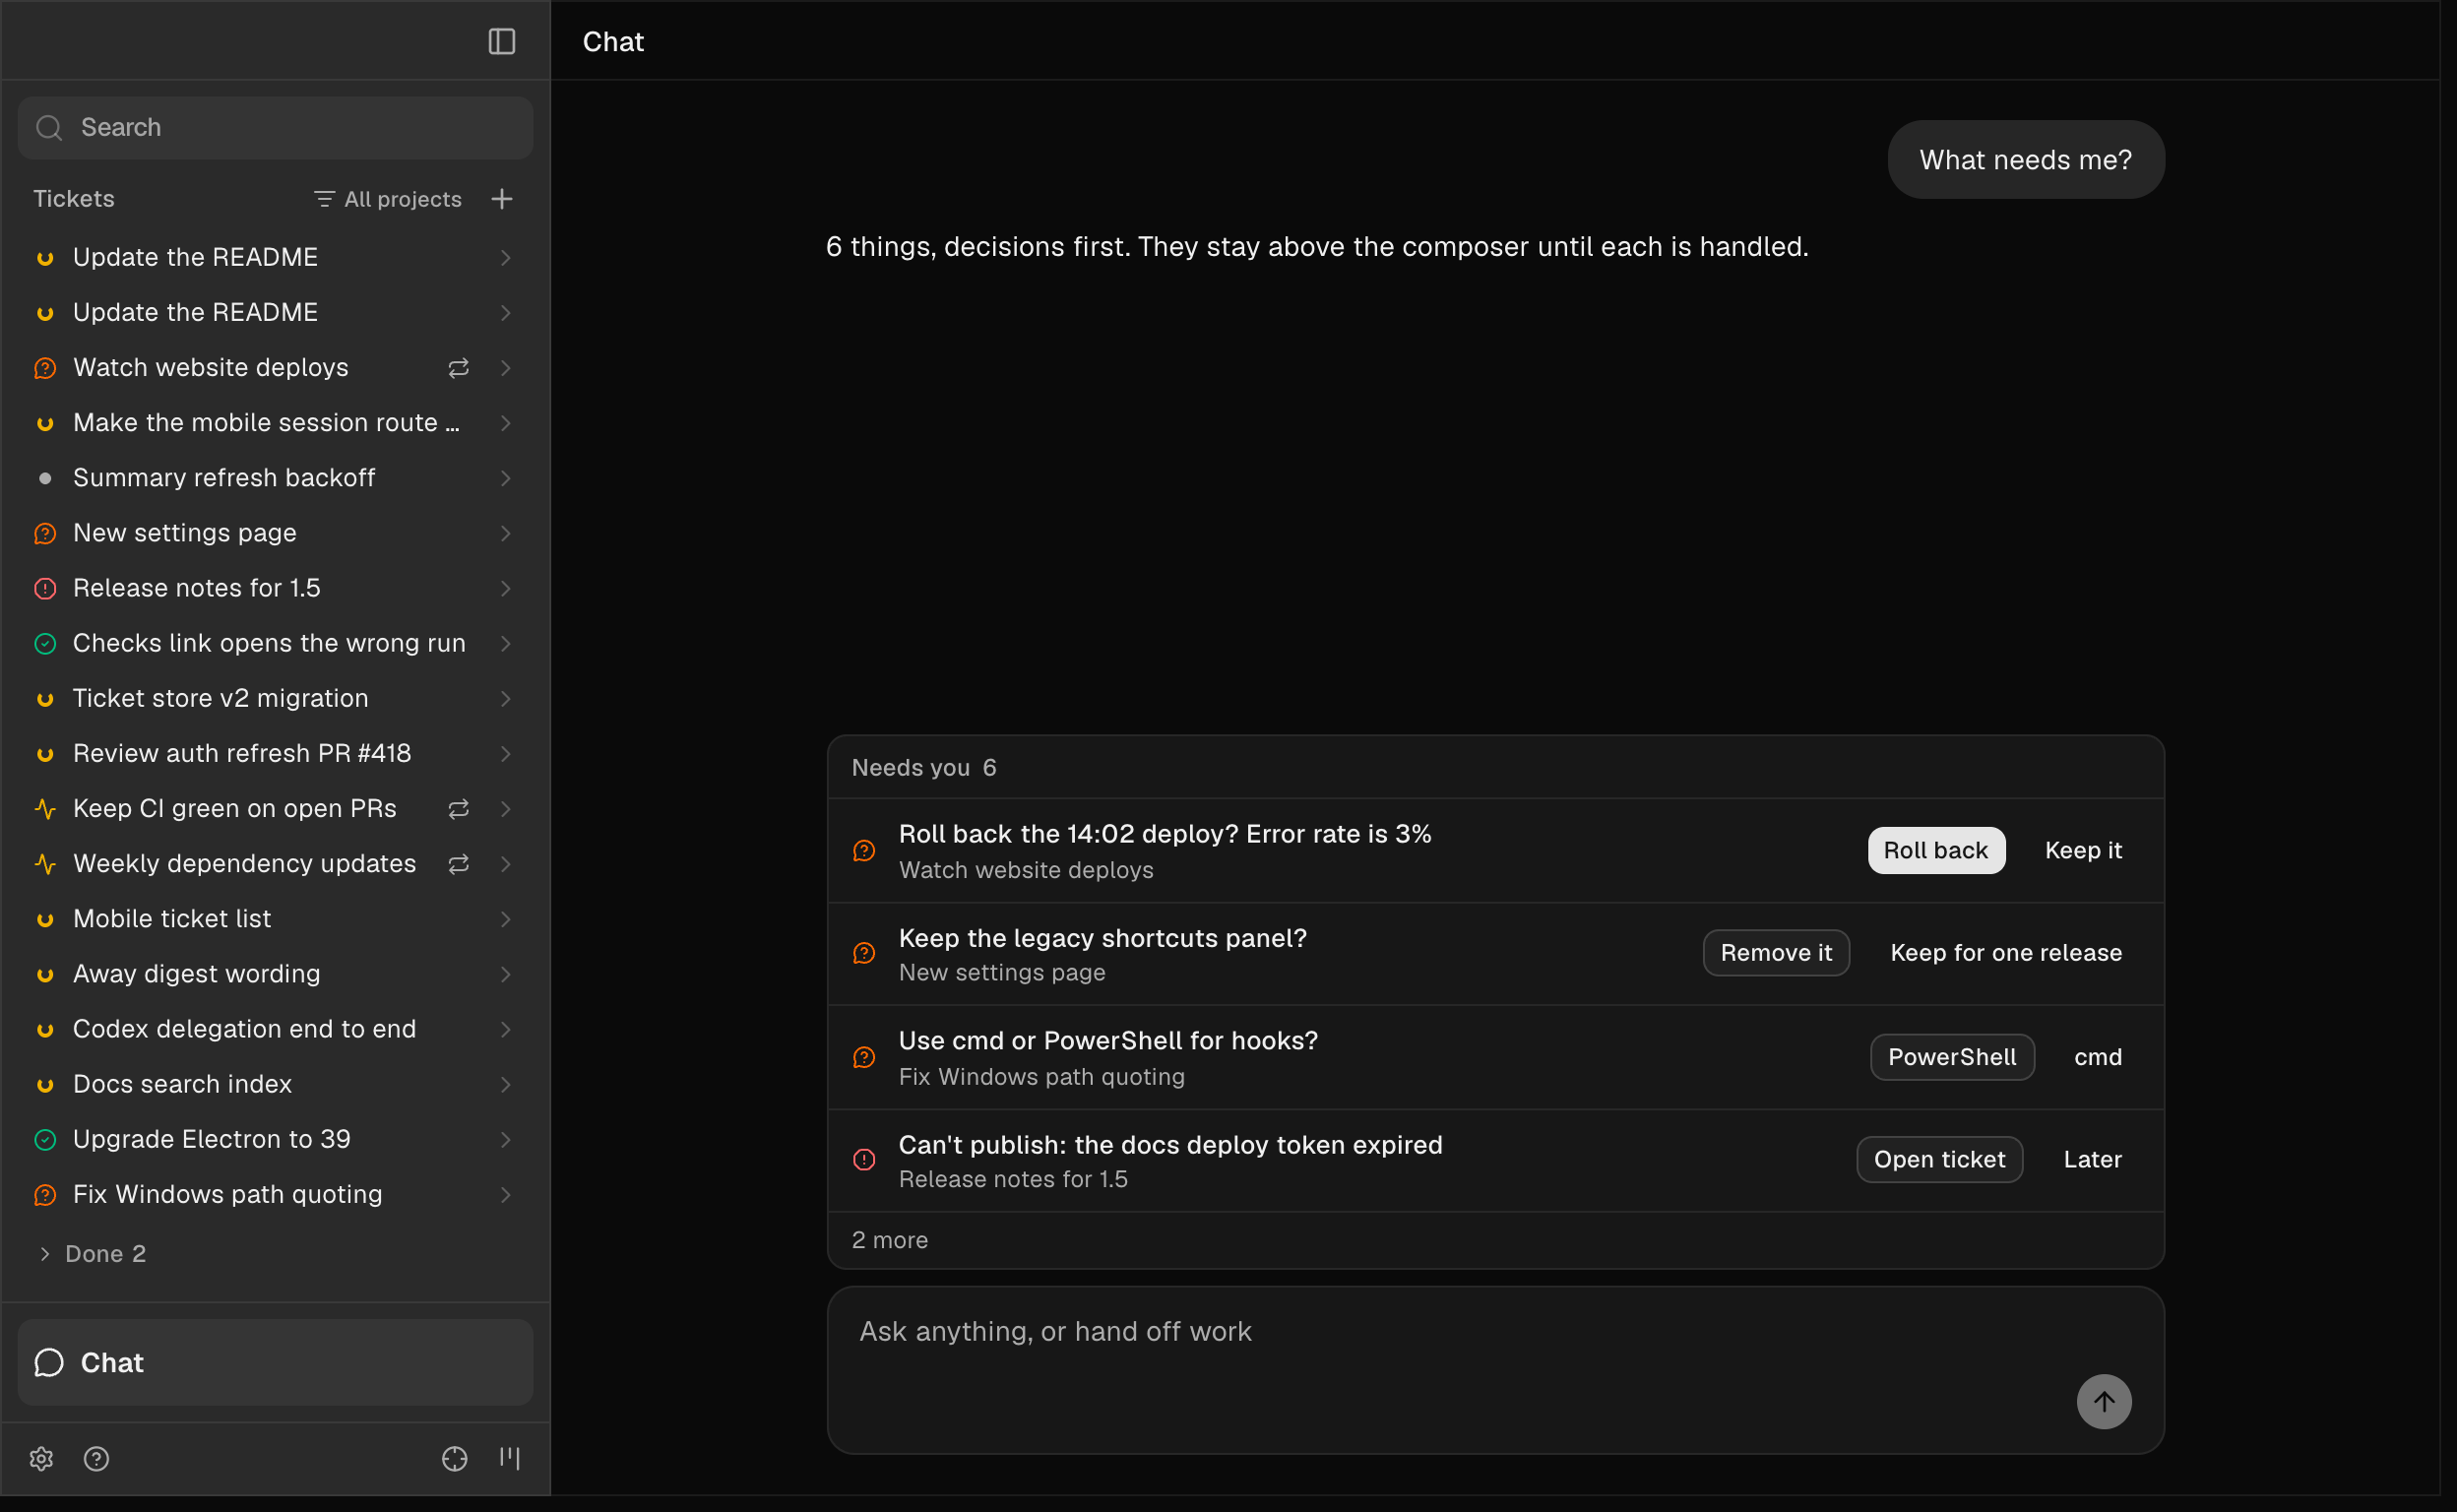 Search
Tickets
All projects
Update the README
Update the README
Watch website deploys
Make the mobile session route ...
Summary refresh backoff
New settings page
Release notes for 1.5
Checks link opens the wrong run
Ticket store v2 migration
Review auth refresh PR #418
Keep CI green on open PRs
Weekly dependency updates
Mobile ticket list
Away digest wording
Codex delegation end to end
Docs search index
Upgrade Electron to 39
Fix Windows path quoting
Done 2
Chat
Chat
What needs me?
6 things, decisions first. They stay above the composer until each is handled.
Needs you 6
Roll back the 14:02 deploy? Error rate is 3%
Watch website deploys
Roll back
Keep it
Keep the legacy shortcuts panel?
New settings page
Remove it
Keep for one release
Use cmd or PowerShell for hooks?
Fix Windows path quoting
PowerShell
cmd
Can't publish: the docs deploy token expired
Release notes for 1.5
Open ticket
Later
2 more
Ask anything, or hand off work